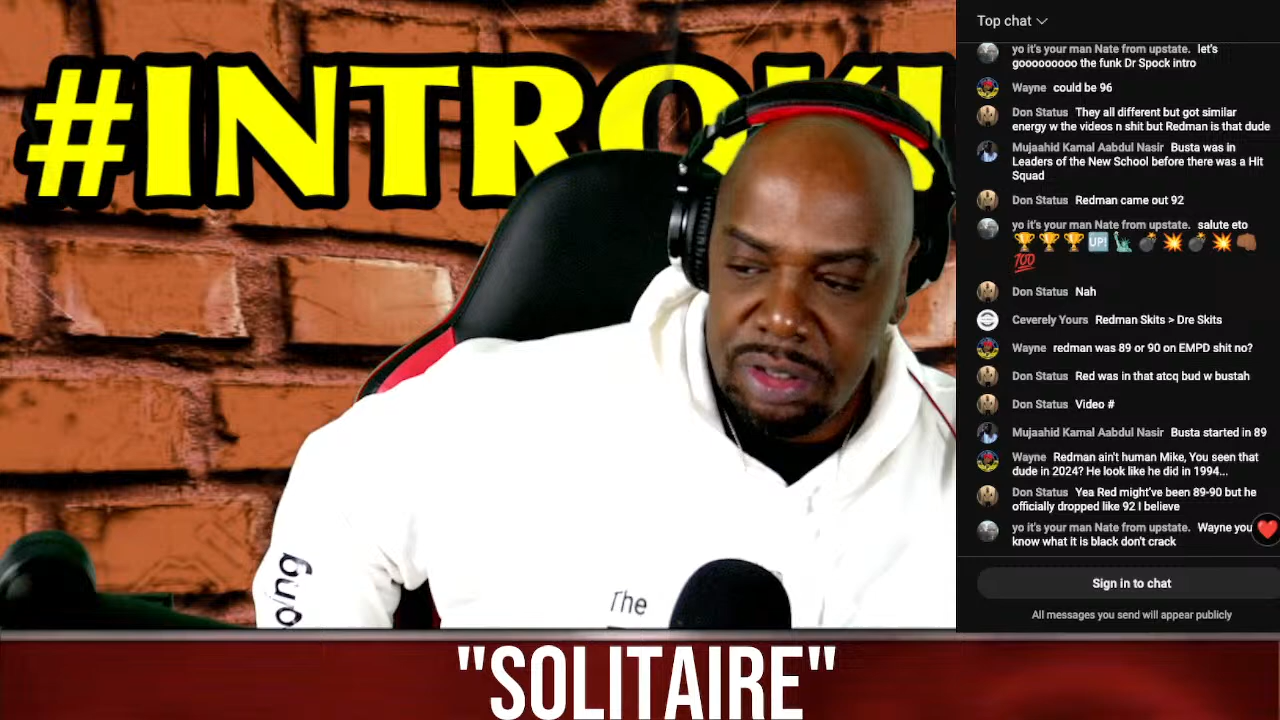 #INTRO
Top chat
yo it's your man Nate from upstate. let's
gooooooooo the funk Dr Spock intro
Wayne could be 96
Don Status They all different but got similar
energy w the videos n shit but Redman is that dude
Mujaahid Kamal Aabdul Nasir Busta was in
Leaders of the New School before there was a Hit
Squad
Don Status Redman came out 92
yo it's your man Nate from upstate. salute eto
🏆🏆🏆🆙🗽💣💥💣💥👊🏾
💯
Don Status Nah
Ceverely Yours Redman Skits > Dre Skits
Wayne redman was 89 or 90 on EMPD shit no?
Don Status Red was in that atcq bud w bustah
Don Status Video #
Mujaahid Kamal Aabdul Nasir Busta started in 89
Wayne Redman ain't human Mike, You seen that
dude in 2024? He look like he did in 1994...
Don Status Yea Red might've been 89-90 but he
officially dropped like 92 I believe
yo it's your man Nate from upstate. Wayne you
know what it is black don't crack
Sign in to chat
All messages you send will appear publicly
The
"SOLITAIRE"